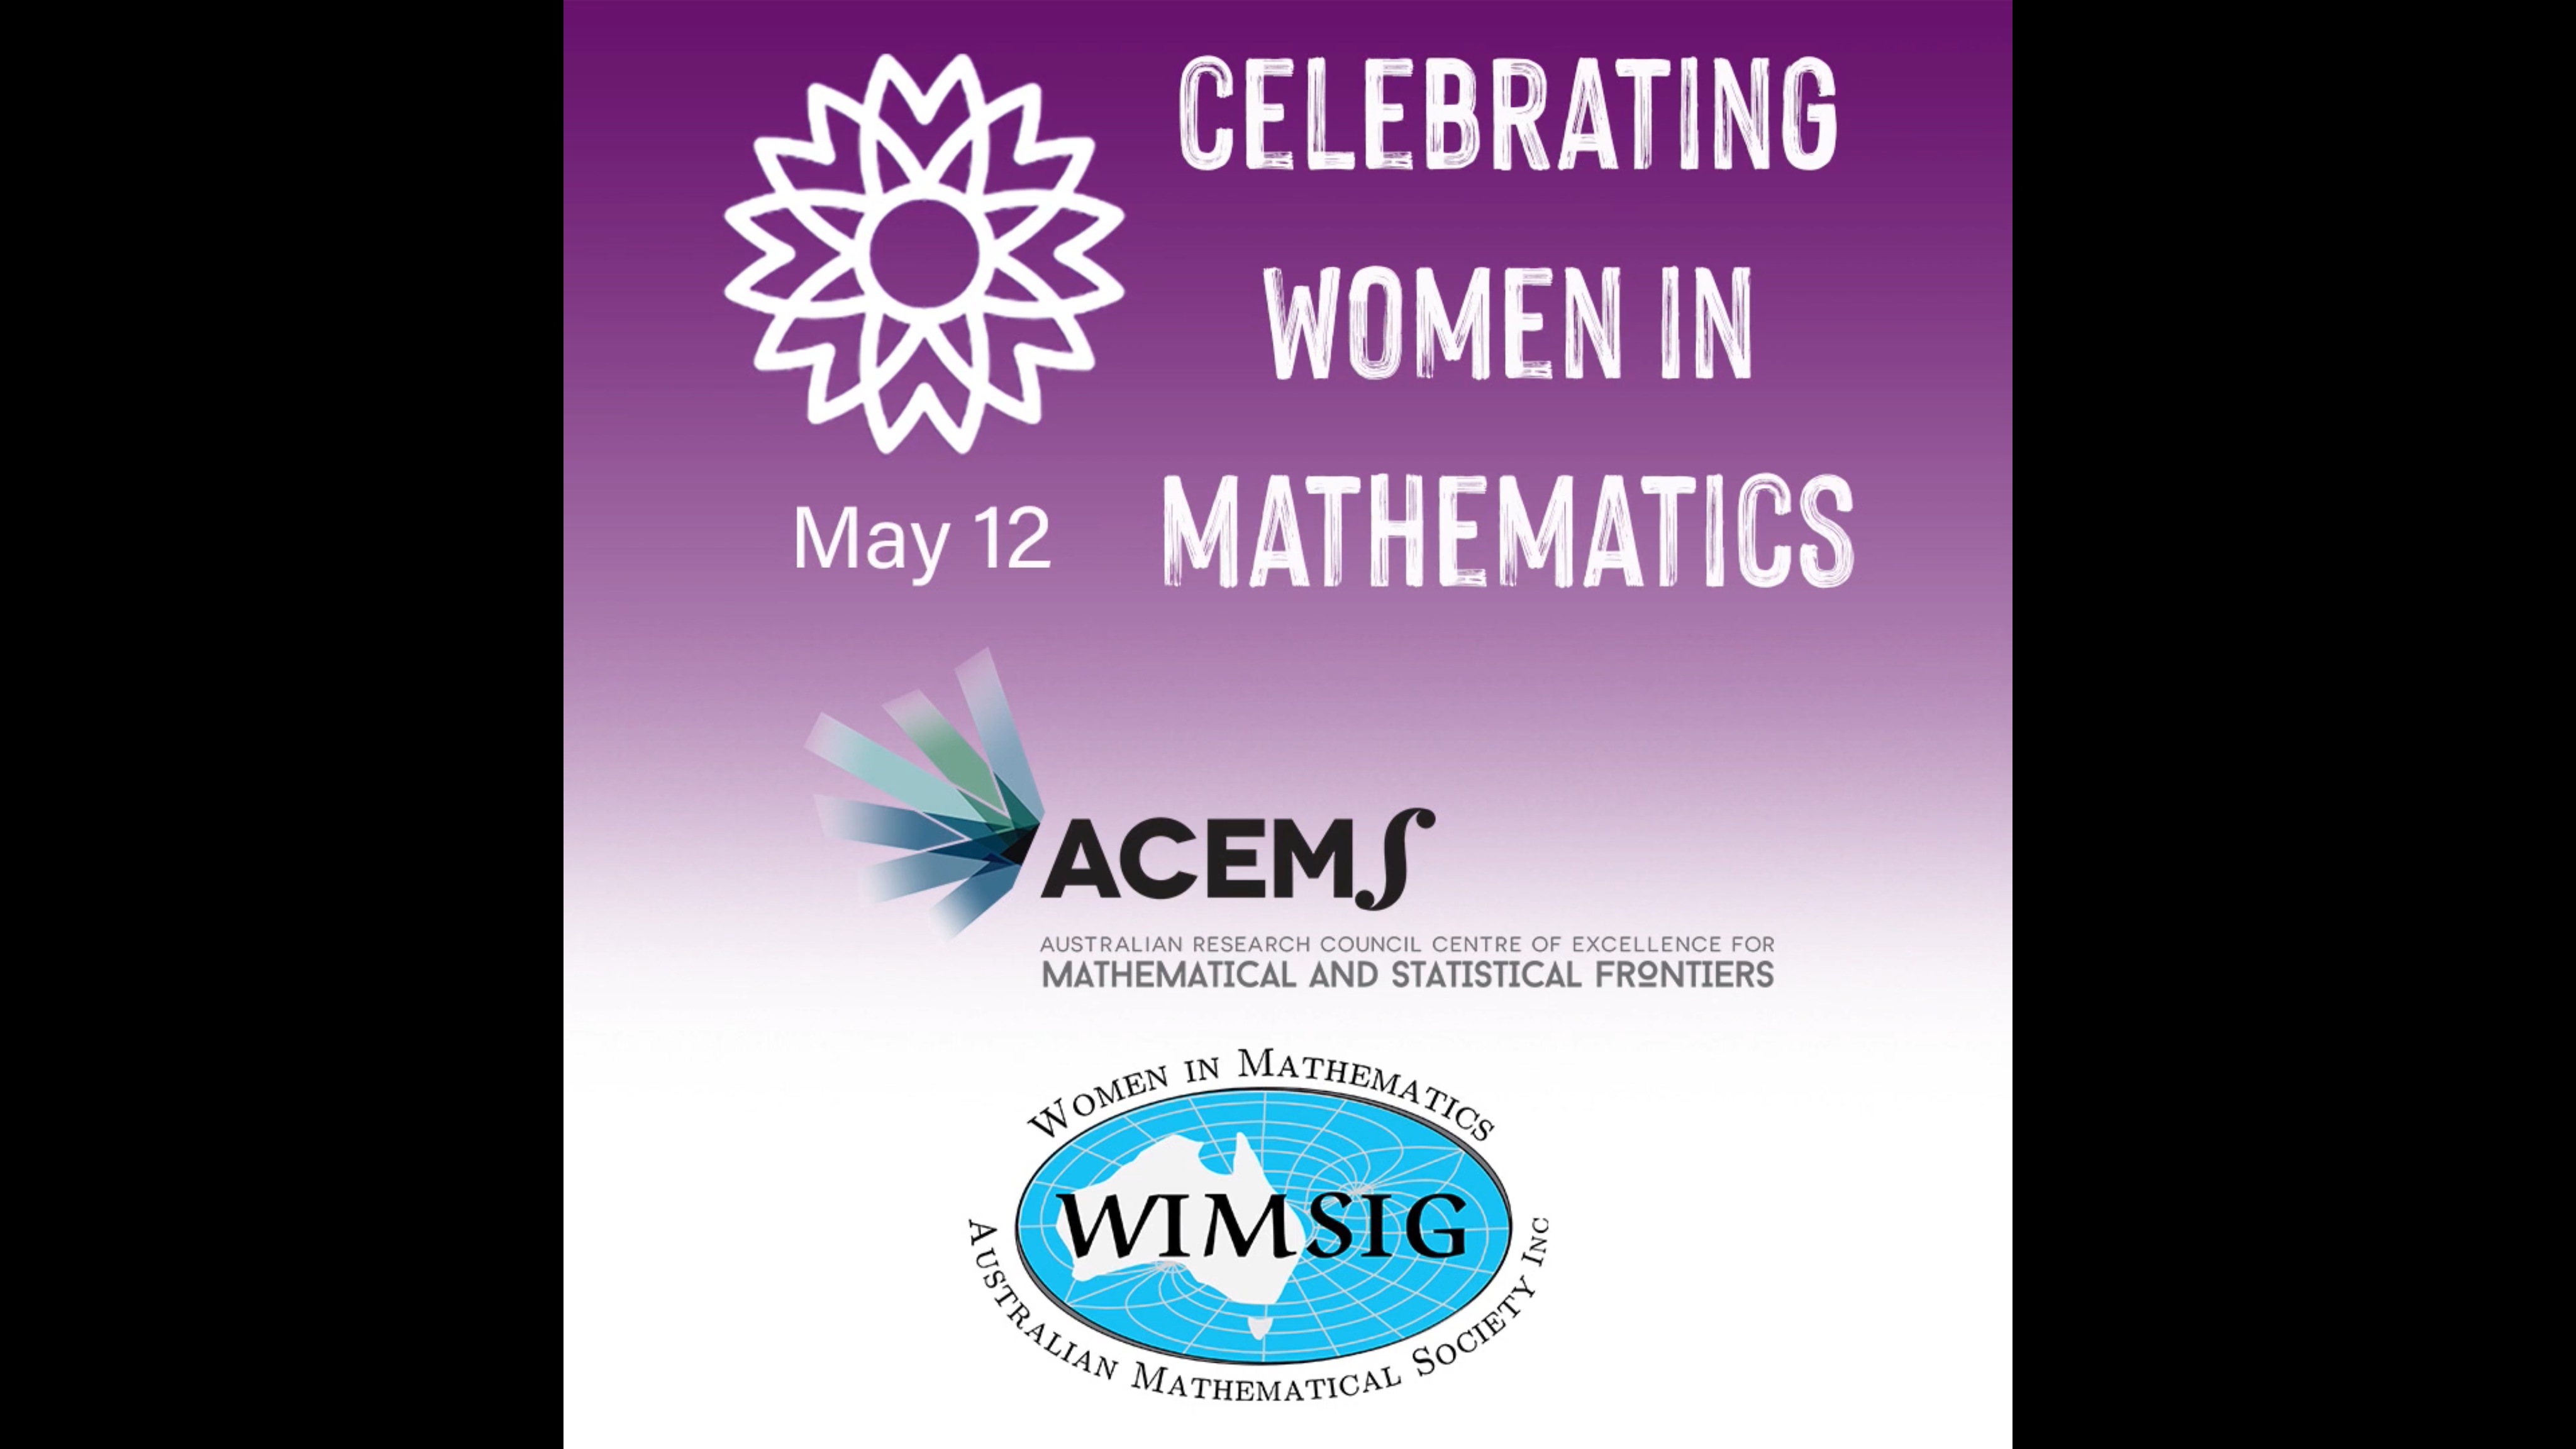 CELEBRATING
WOMEN IN
MATHEMATICS
May 12
ACEMS
AUSTRALIAN RESEARCH COUNCIL CENTRE OF EXCELLENCE FOR
MATHEMATICAL AND STATISTICAL FRONTIERS
WOMEN IN MATHEMATICS
WIMSIG
AUSTRALIAN MATHEMATICAL SOCIETY INC